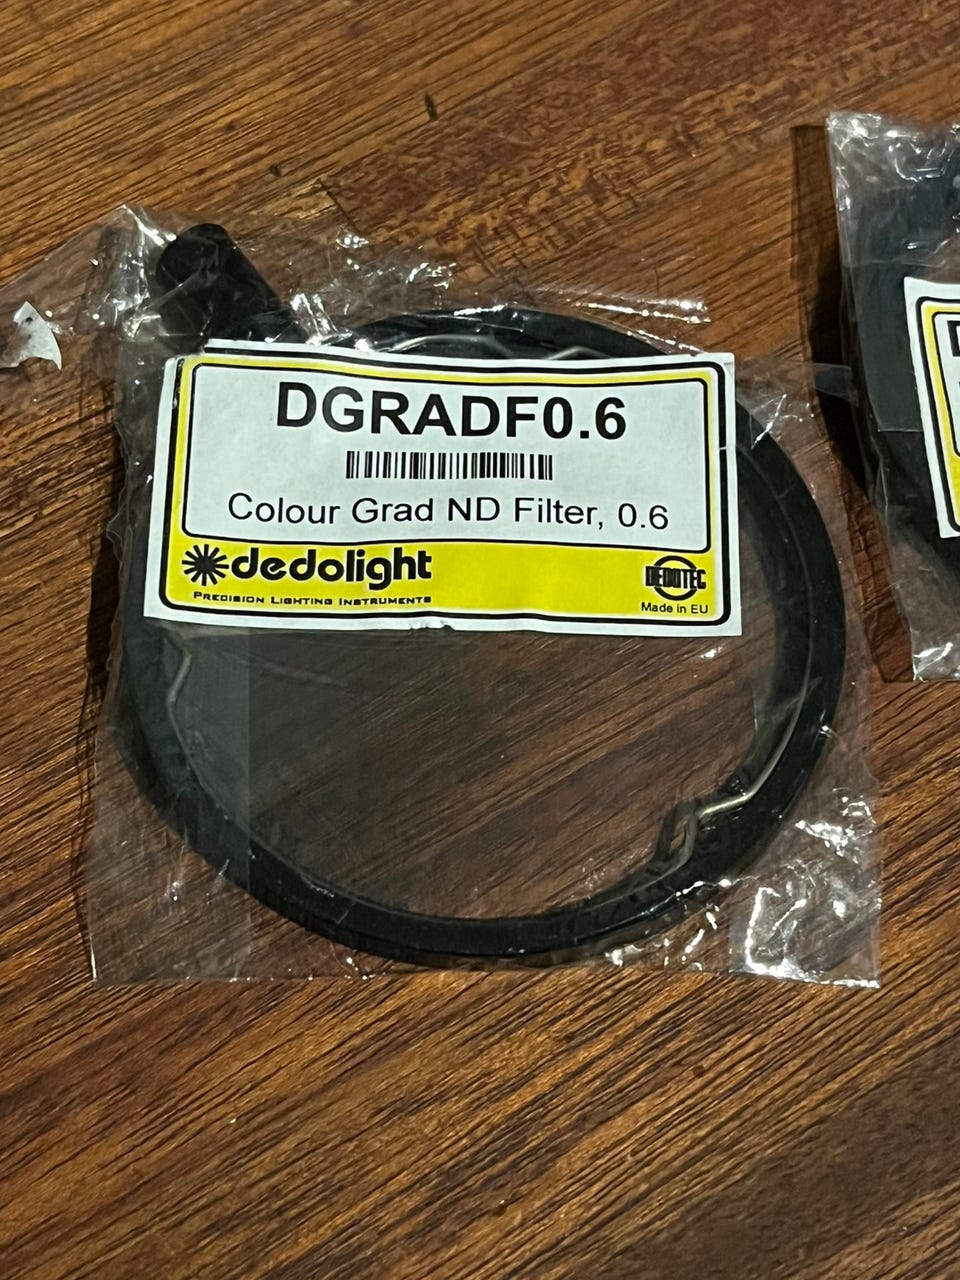 DGRADF0.6
Colour Grad ND Filter, 0.6
dedolight
PRECISION LIGHTING INSTRUMENTS
DEDOTEC
Made in EU